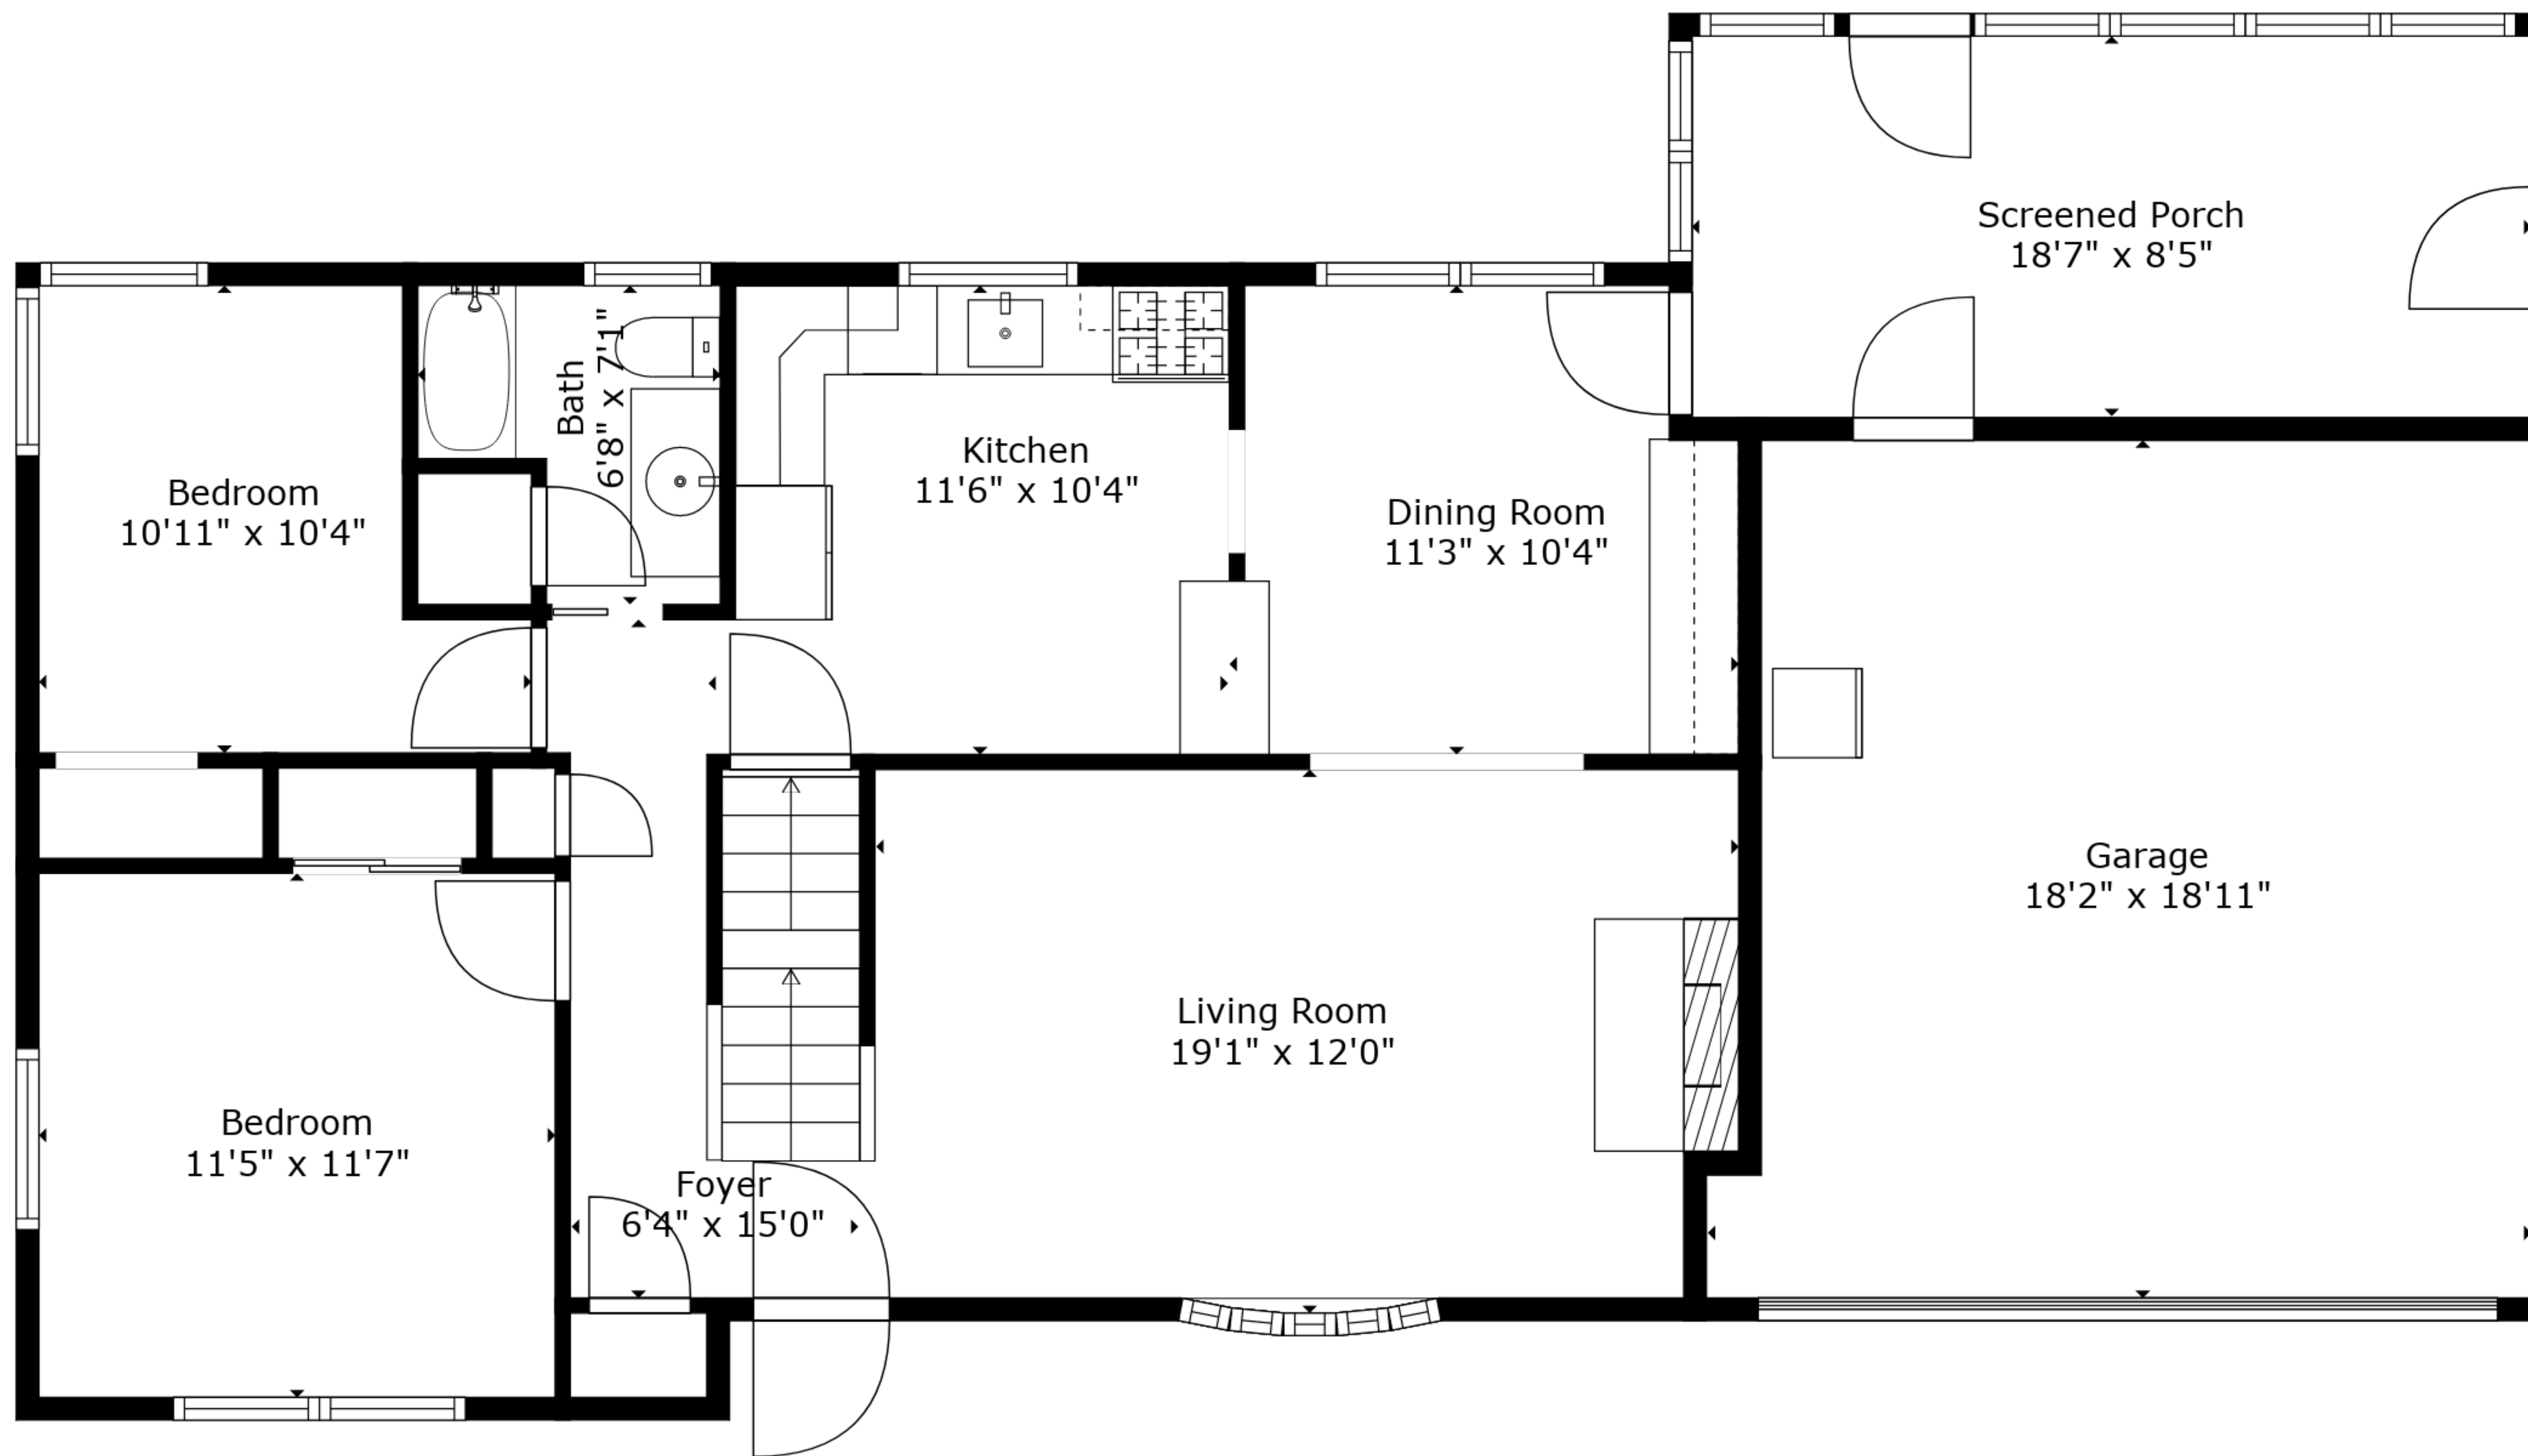 Screened Porch
18'7" x 8'5"
Bath
6'8" x 7'1"
Kitchen
11'6" x 10'4"
Bedroom
10'11" x 10'4"
Dining Room
11'3" x 10'4"
Garage
18'2" x 18'11"
Living Room
19'1" x 12'0"
Bedroom
11'5" x 11'7"
Foyer
6'4" x 15'0"